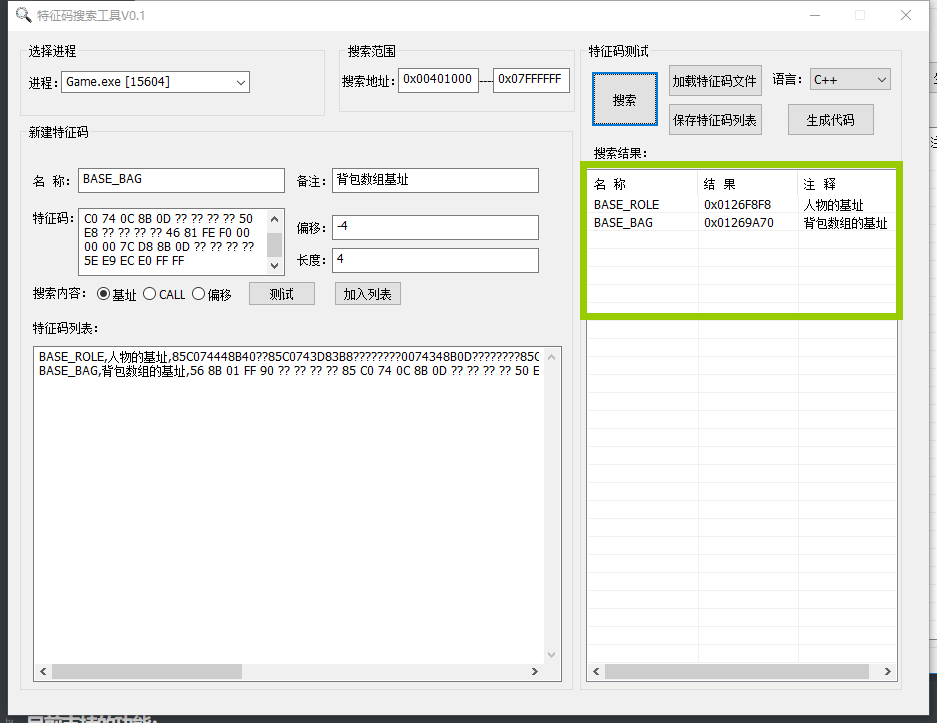 特征码搜索工具V0.1
选择进程
进程: Game.exe [15604]
搜索范围
搜索地址: 0x00401000 --- 0x07FFFFFF
新建特征码
名 称: BASE_BAG
备注: 背包数组基址
特征码: C0 74 0C 8B 0D ?? ?? ?? ?? 50
E8 ?? ?? ?? ?? 46 81 FE F0 00
00 00 7C D8 8B 0D ?? ?? ?? ??
5E E9 EC E0 FF FF
偏移: -4
长度: 4
搜索内容: 基址 CALL 偏移 测试 加入列表
特征码列表:
BASE_ROLE,人物的基址,85C074448B40??85C0743D83B8????????0074348B0D????????85C
BASE_BAG,背包数组的基址,56 8B 01 FF 90 ?? ?? ?? ?? 85 C0 74 0C 8B 0D ?? ?? ?? ?? 50 E
特征码测试
搜索
加载特征码文件
语言: C++
保存特征码列表
生成代码
搜索结果:
名 称 结 果 注 释
BASE_ROLE 0x0126F8F8 人物的基址
BASE_BAG 0x01269A70 背包数组的基址